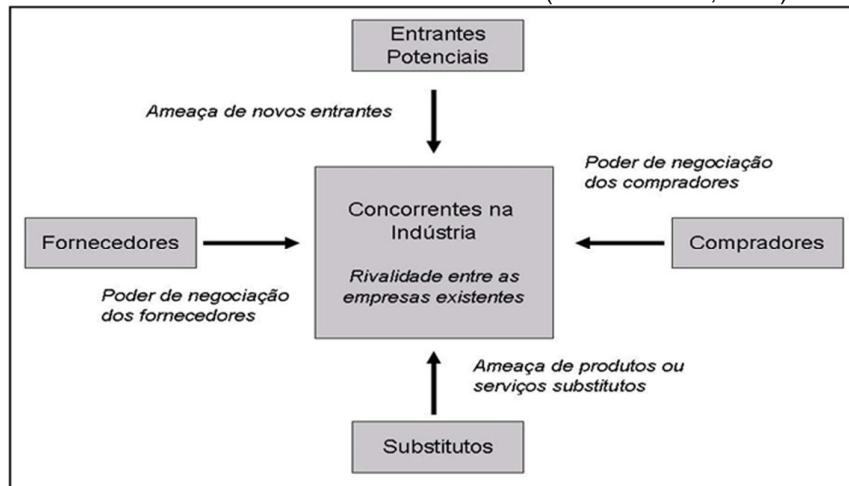 Entrantes
Potenciais
Ameaça de novos entrantes
Poder de negociação
dos compradores
Concorrentes na
Indústria
Fornecedores
Compradores
Rivalidade entre as
empresas existentes
Poder de negociação
dos fornecedores
Ameaça de produtos ou
serviços substitutos
Substitutos